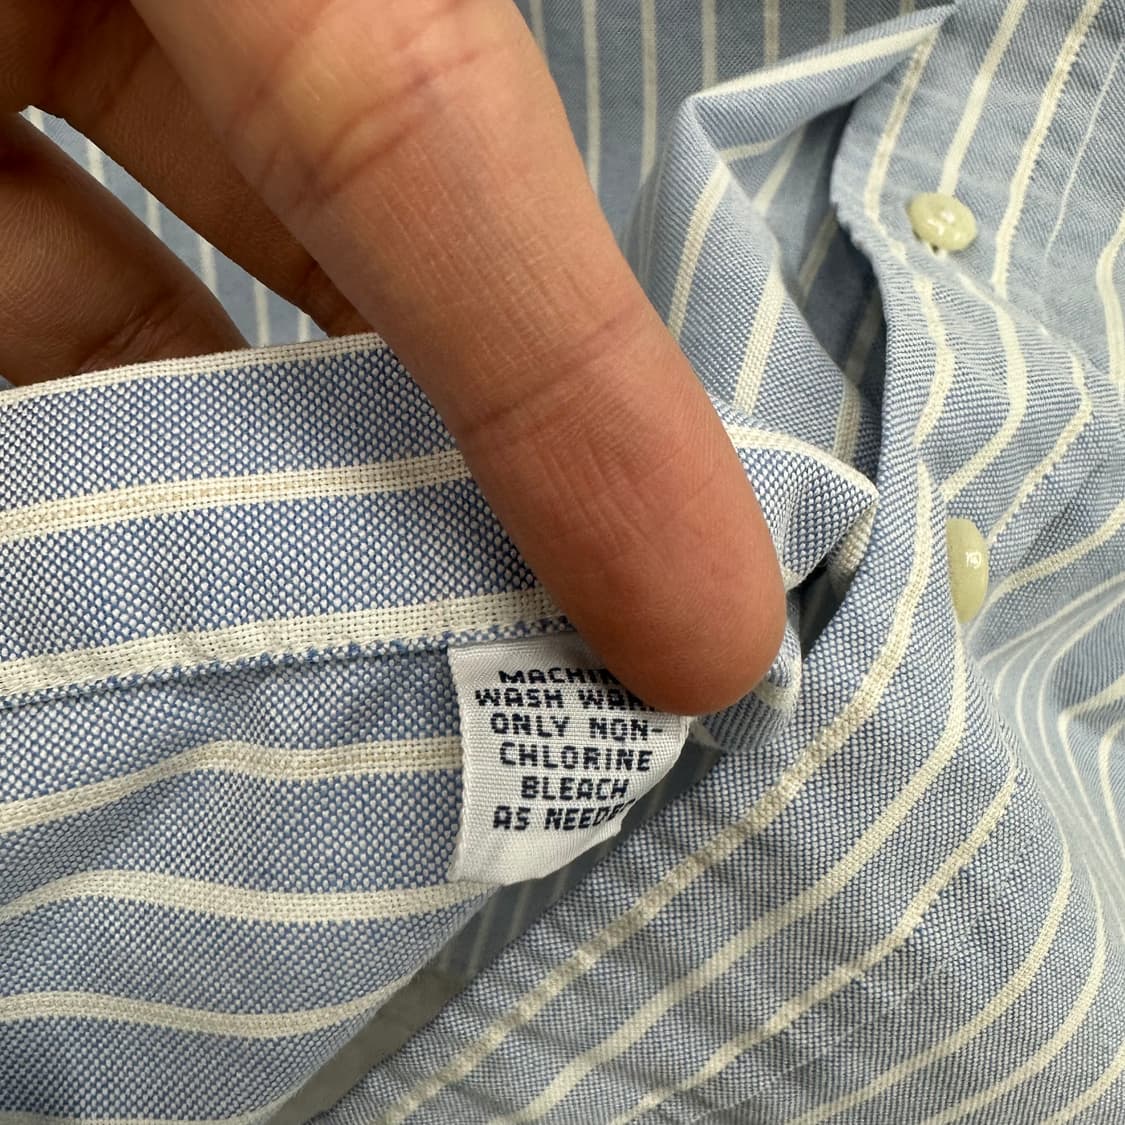 MACHIN
WASH WAR
ONLY NON-
CHLORINE
BLEACH
AS NEEDE